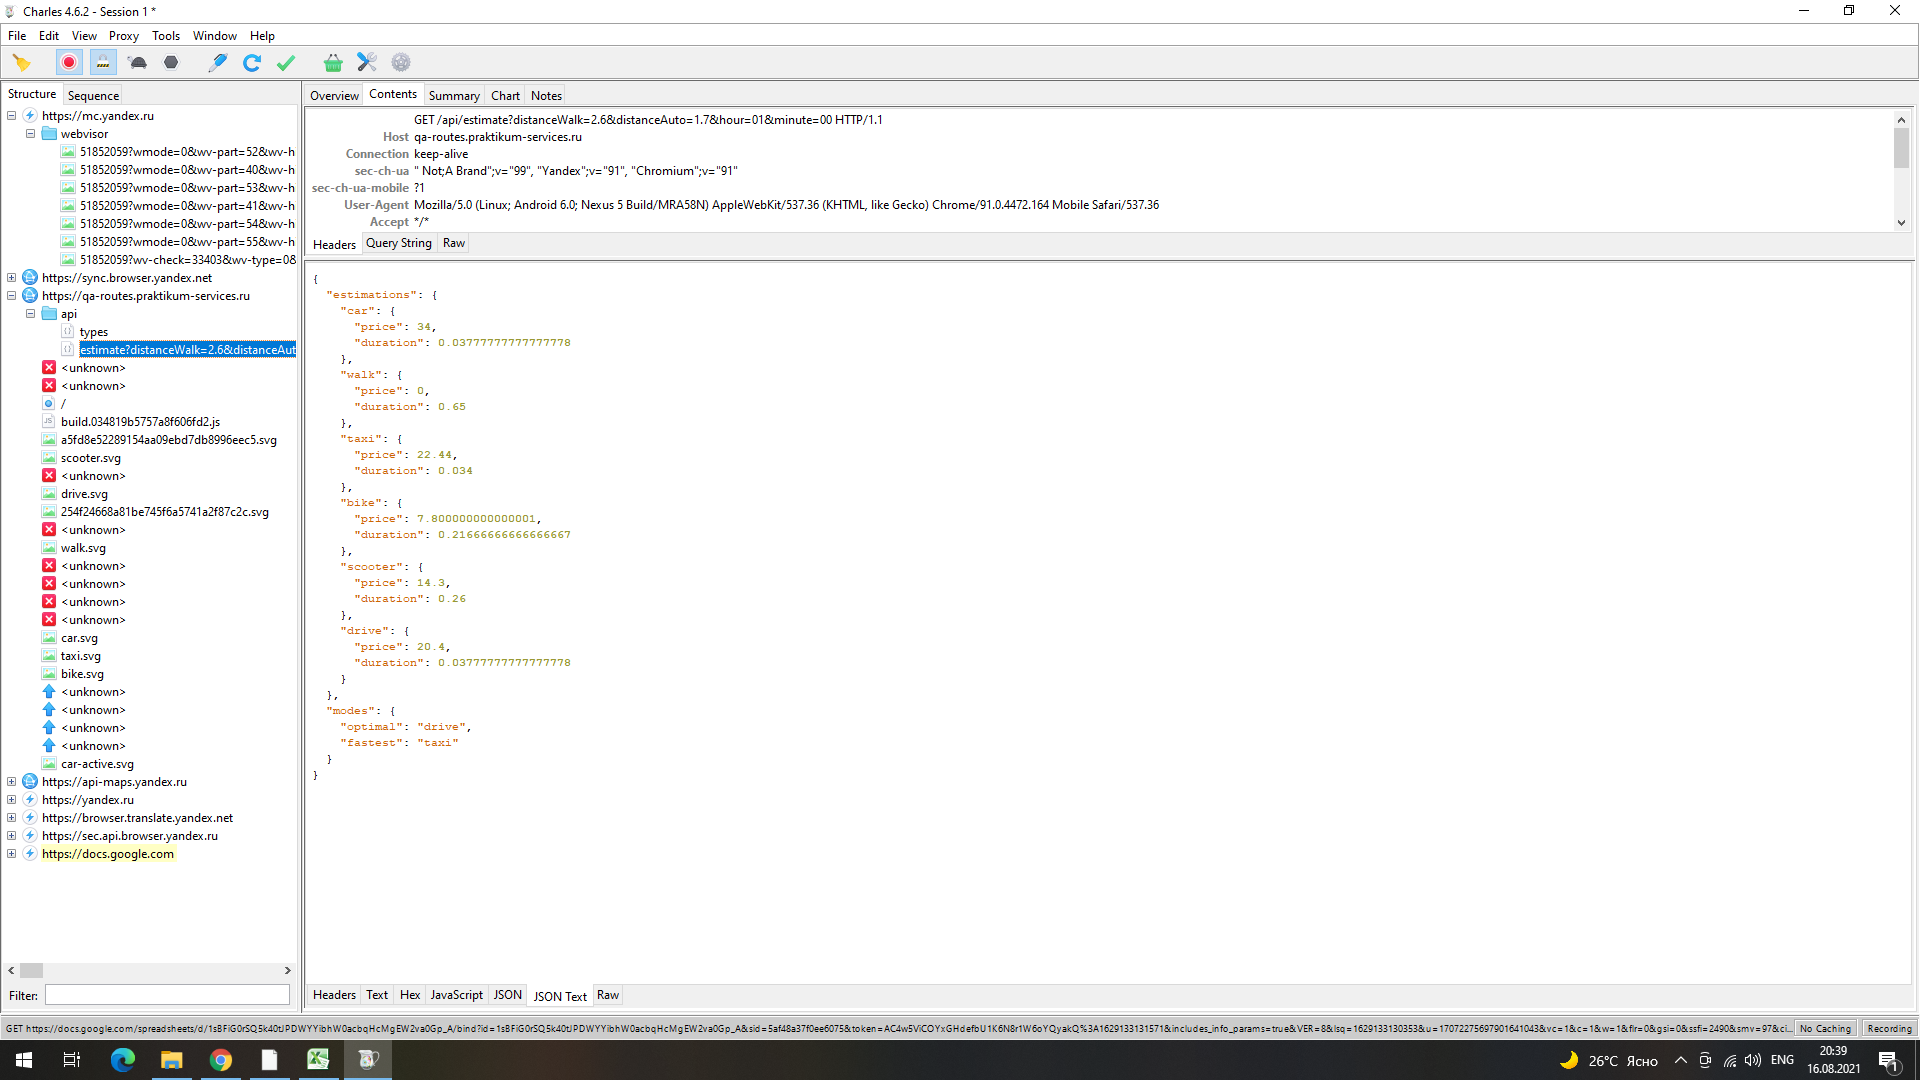 Charles 4.6.2 - Session 1 *
File Edit View Proxy Tools Window Help
Structure Sequence
https://mc.yandex.ru
webvisor
51852059?wmode=0&wv-part=52&wv-h
51852059?wmode=0&wv-part=40&wv-h
51852059?wmode=0&wv-part=53&wv-h
51852059?wmode=0&wv-part=41&wv-h
51852059?wmode=0&wv-part=54&wv-h
51852059?wmode=0&wv-part=55&wv-h
51852059?wv-check=33403&wv-type=0&
https://sync.browser.yandex.net
https://qa-routes.praktikum-services.ru
api
types
estimate?distanceWalk=2.6&distanceAut
<unknown>
<unknown>
/
build.034819b5757a8f606fd2.js
a5fd8e52289154aa09ebd7db8996eec5.svg
scooter.svg
<unknown>
drive.svg
254f24668a81be745f6a5741a2f87c2c.svg
<unknown>
walk.svg
<unknown>
<unknown>
<unknown>
<unknown>
car.svg
taxi.svg
bike.svg
<unknown>
<unknown>
<unknown>
<unknown>
car-active.svg
https://api-maps.yandex.ru
https://yandex.ru
https://browser.translate.yandex.net
https://sec.api.browser.yandex.ru
https://docs.google.com
Filter:
Overview Contents Summary Chart Notes
GET /api/estimate?distanceWalk=2.6&distanceAuto=1.7&hour=01&minute=00 HTTP/1.1
Host qa-routes.praktikum-services.ru
Connection keep-alive
sec-ch-ua " Not;A Brand";v="99", "Yandex";v="91", "Chromium";v="91"
sec-ch-ua-mobile ?1
User-Agent Mozilla/5.0 (Linux; Android 6.0; Nexus 5 Build/MRA58N) AppleWebKit/537.36 (KHTML, like Gecko) Chrome/91.0.4472.164 Mobile Safari/537.36
Accept */*
Headers Query String Raw
{
"estimations": {
"car": {
"price": 34,
"duration": 0.03777777777777778
},
"walk": {
"price": 0,
"duration": 0.65
},
"taxi": {
"price": 22.44,
"duration": 0.034
},
"bike": {
"price": 7.800000000000001,
"duration": 0.21666666666666667
},
"scooter": {
"price": 14.3,
"duration": 0.26
},
"drive": {
"price": 20.4,
"duration": 0.03777777777777778
}
},
"modes": {
"optimal": "drive",
"fastest": "taxi"
}
}
Headers Text Hex JavaScript JSON JSON Text Raw
GET https://docs.google.com/spreadsheets/d/1sBFiG0rSQ5k40tJPDWYYibhW0acbqHcMgEW2va0Gp_A/bind?id=1sBFiG0rSQ5k40tJPDWYYibhW0acbqHcMgEW2va0Gp_A&sid=5af48a37f0ee6075&token=AC4w5ViCOYxGHdefbU1K6N8r1W6oYQyakQ%3A1629133131571&includes_info_params=true&VER=8&lsq=1629133130353&u=17072275697901641043&vc=1&c=1&w=1&flr=0&gsi=0&ssfi=2490&smv=97&ci... No Caching Recording
26°C Ясно ENG 20:39
16.08.2021
1